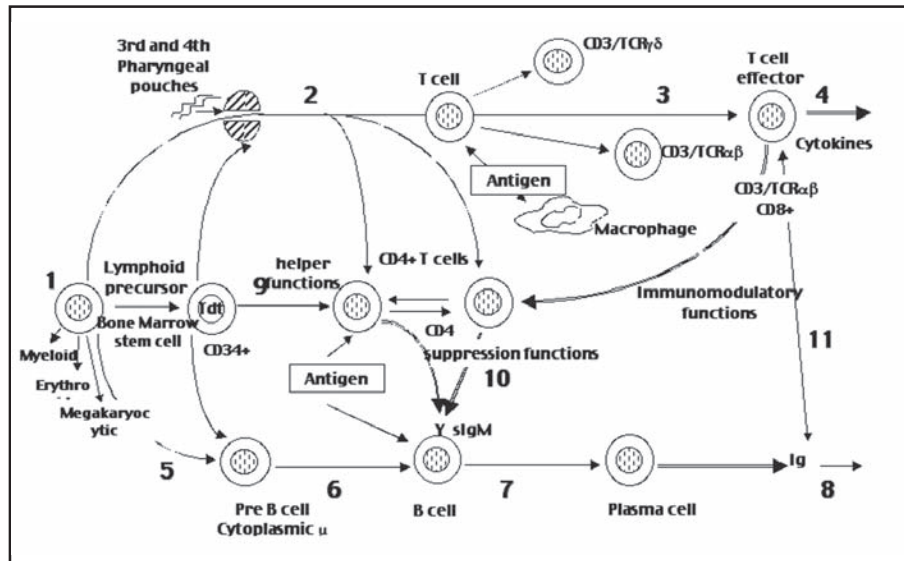 3rd and 4th
Pharyngeal
pouches
2
T cell
CD3/TCRγδ
3
T cell
effector
4
Cytokines
CD3/TCRαβ
Antigen
Macrophage
CD3/TCRαβ
CD8+
1
Lymphoid
precursor
Bone Marrow
stem cell
Tdt
CD34+
9
helper
functions
CD4+ T cells
CD4
suppression functions
10
Immunomodulatory
functions
11
Myeloid
Erythro
Megakaryoc
ytic
Antigen
Y sIgM
5
Pre B cell
Cytoplasmic μ
6
B cell
7
Plasma cell
Ig
8